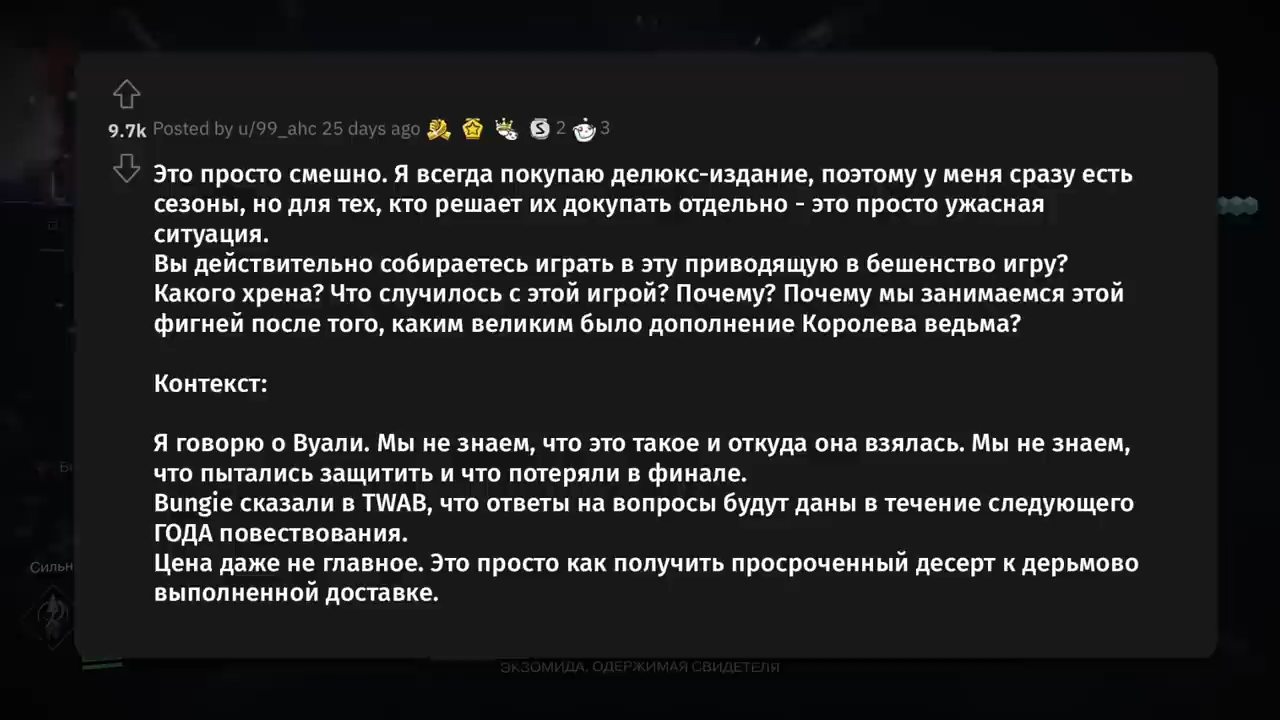 9.7k Posted by u/99_ahc 25 days ago 2 3
Это просто смешно. Я всегда покупаю делюкс-издание, поэтому у меня сразу есть
сезоны, но для тех, кто решает их докупать отдельно - это просто ужасная
ситуация.
Вы действительно собираетесь играть в эту приводящую в бешенство игру?
Какого хрена? Что случилось с этой игрой? Почему? Почему мы занимаемся этой
фигней после того, каким великим было дополнение Королева ведьма?
Контекст:
Я говорю о Вуали. Мы не знаем, что это такое и откуда она взялась. Мы не знаем,
что пытались защитить и что потеряли в финале.
Bungie сказали в TWAB, что ответы на вопросы будут даны в течение следующего
ГОДА повествования.
Цена даже не главное. Это просто как получить просроченный десерт к дерьмово
выполненной доставке.
Сильн
ЭКЗОМИДА, ОДЕРЖИМАЯ СВИДЕТЕЛЯ